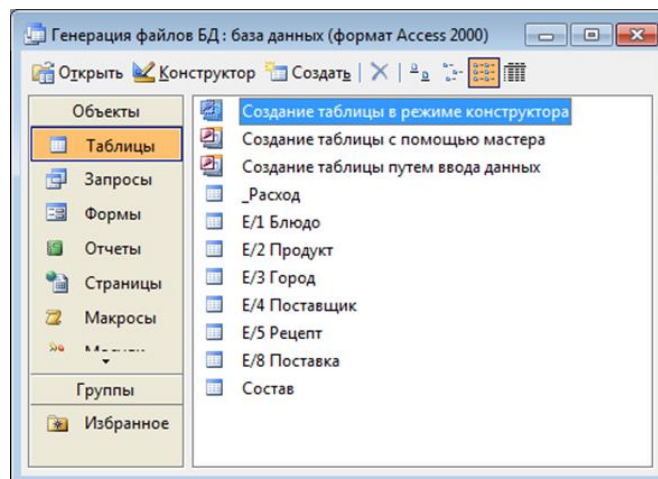 Генерация файлов БД : база данных (формат Access 2000)
Открыть Конструктор Создать
Объекты
Таблицы
Запросы
Формы
Отчеты
Страницы
Макросы
Группы
Избранное
Создание таблицы в режиме конструктора
Создание таблицы с помощью мастера
Создание таблицы путем ввода данных
_Расход
Е/1 Блюдо
Е/2 Продукт
Е/3 Город
Е/4 Поставщик
Е/5 Рецепт
Е/8 Поставка
Состав